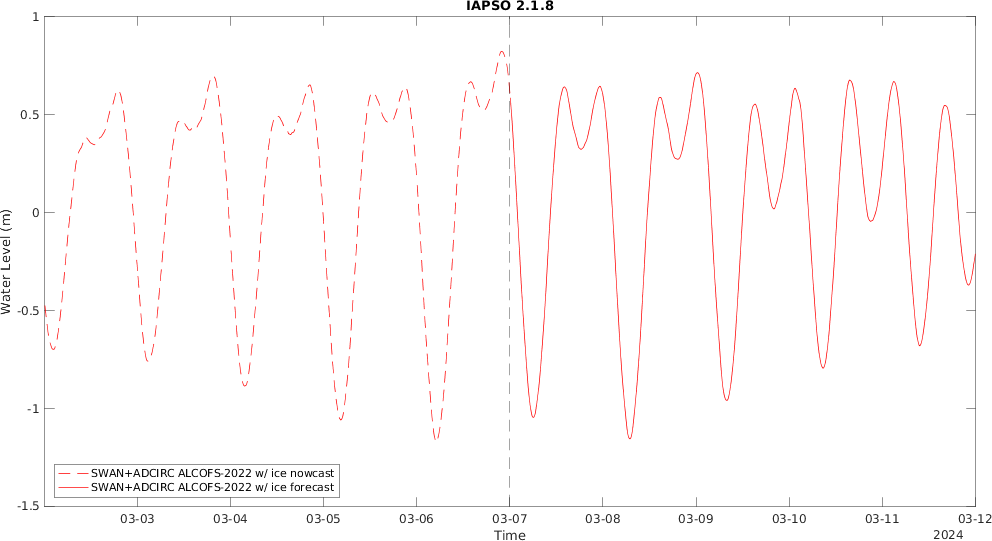 IAPSO 2.1.8
1
0.5
0
-0.5
-1
-1.5
Water Level (m)
SWAN+ADCIRC ALCOFS-2022 w/ ice nowcast
SWAN+ADCIRC ALCOFS-2022 w/ ice forecast
03-03 03-04 03-05 03-06 03-07 03-08 03-09 03-10 03-11 03-12
Time
2024